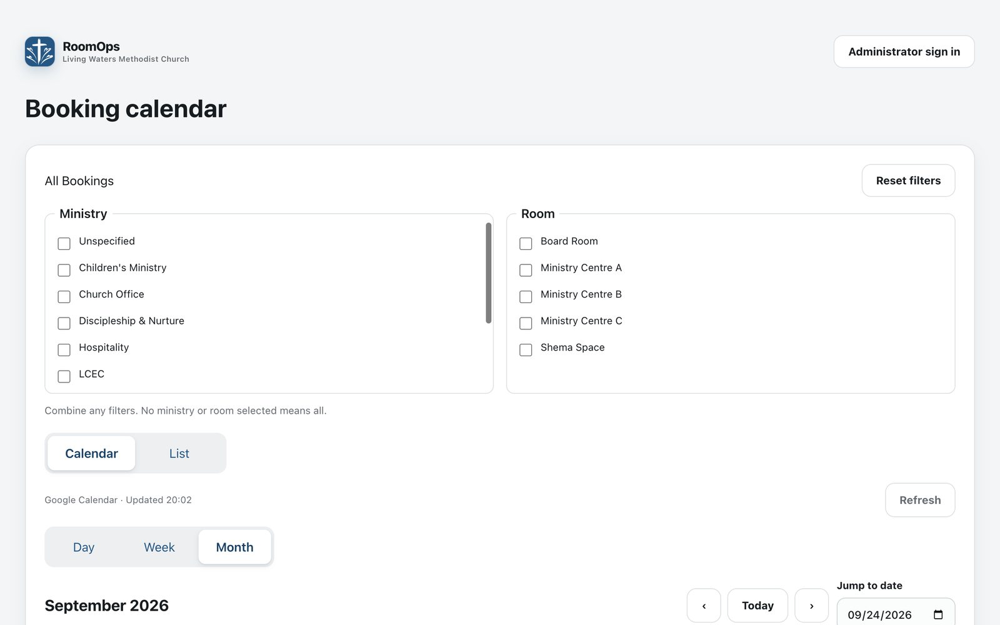 RoomOps
Living Waters Methodist Church
Administrator sign in
Booking calendar
All Bookings
Reset filters
Ministry
Unspecified
Children's Ministry
Church Office
Discipleship & Nurture
Hospitality
LCEC
Room
Board Room
Ministry Centre A
Ministry Centre B
Ministry Centre C
Shema Space
Combine any filters. No ministry or room selected means all.
Calendar
List
Google Calendar · Updated 20:02
Refresh
Day
Week
Month
September 2026
‹
Today
›
Jump to date
09/24/2026